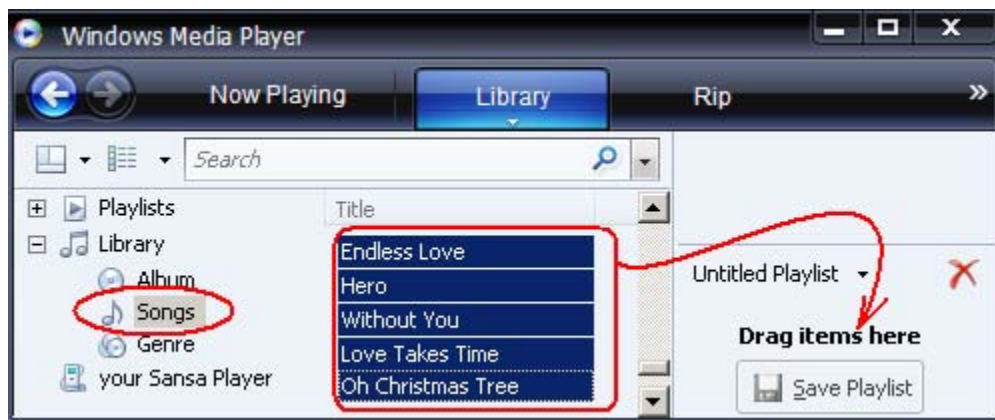 Windows Media Player
Now Playing
Library
Rip
»
Search
Playlists
Library
Album
Songs
Genre
your Sansa Player
Title
Endless Love
Hero
Without You
Love Takes Time
Oh Christmas Tree
Untitled Playlist
Drag items here
Save Playlist